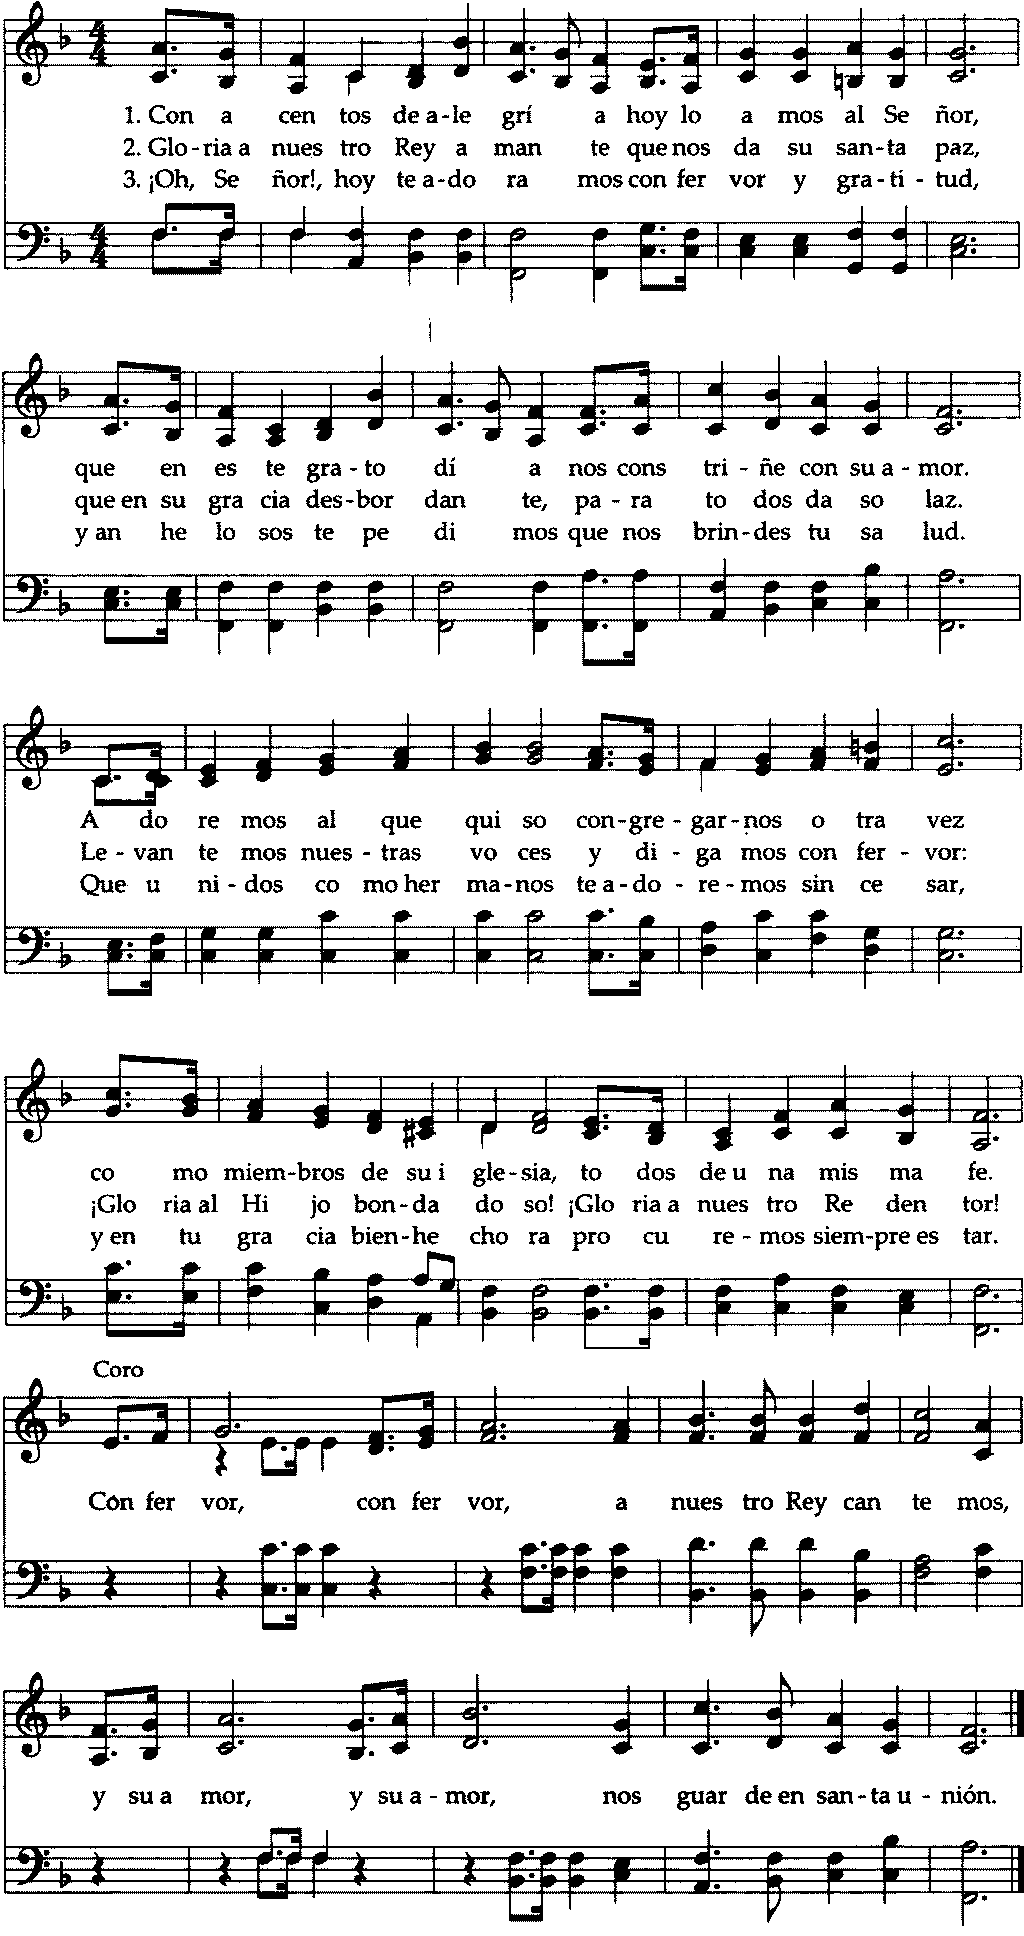 1. Con a cen tos de a-le grí a hoy lo a mos al Se ñor,
2. Glo-ria a nues tro Rey a man te que nos da su san-ta paz,
3. ¡Oh, Se ñor!, hoy te a-do ra mos con fer vor y gra-ti-tud,
que en es te gra-to dí a nos cons tri-ñe con su a-mor.
que en su gra cia des-bor dan te, pa-ra to dos da so laz.
y an he lo sos te pe di mos que nos brin-des tu sa lud.
A do re mos al que qui so con-gre-gar-nos o tra vez
Le-van te mos nues-tras vo ces y di-ga mos con fer-vor:
Que u ni-dos co mo her ma-nos te a-do-re-mos sin ce sar,
co mo miem-bros de su i gle-sia, to dos de u na mis ma fe.
¡Glo ria al Hi jo bon-da do so! ¡Glo ria a nues tro Re den tor!
y en tu gra cia bien-he cho ra pro cu re-mos siem-pre es tar.
Coro
Con fer vor, con fer vor, a nues tro Rey can te mos,
y su a mor, y su a-mor, nos guar de en san-ta u-nión.